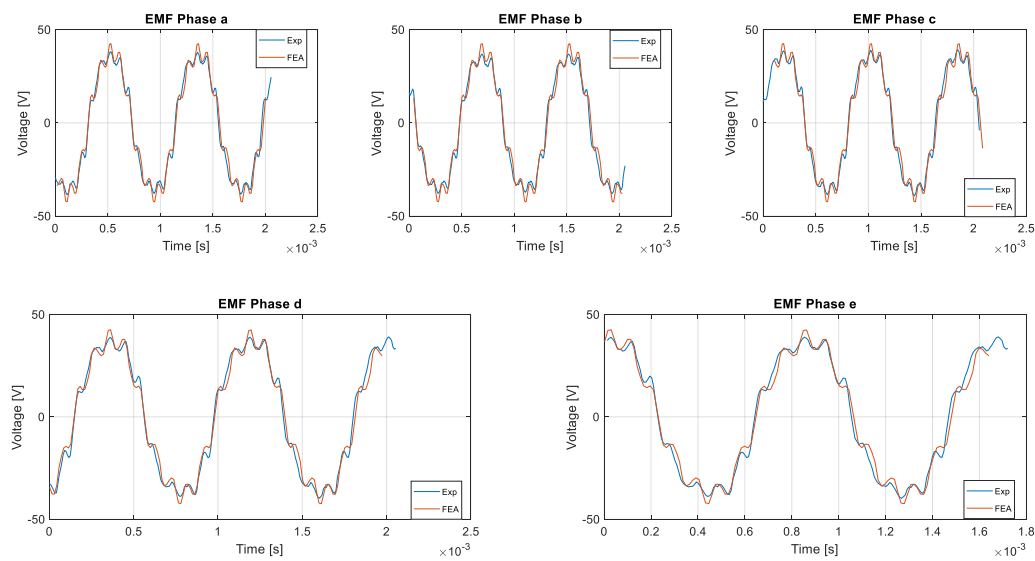 EMF Phase a
EMF Phase b
EMF Phase c
50
0
-50
Voltage [V]
Exp
FEA
0
0.5
1
1.5
2
2.5
Time [s]
×10⁻³
50
0
-50
Voltage [V]
Exp
FEA
0
0.5
1
1.5
2
2.5
Time [s]
×10⁻³
50
0
-50
Voltage [V]
Exp
FEA
0
0.5
1
1.5
2
2.5
Time [s]
×10⁻³
EMF Phase d
EMF Phase e
50
0
-50
Voltage [V]
Exp
FEA
0
0.5
1
1.5
2
2.5
Time [s]
×10⁻³
50
0
-50
Voltage [V]
Exp
FEA
0
0.2
0.4
0.6
0.8
1
1.2
1.4
1.6
1.8
Time [s]
×10⁻³